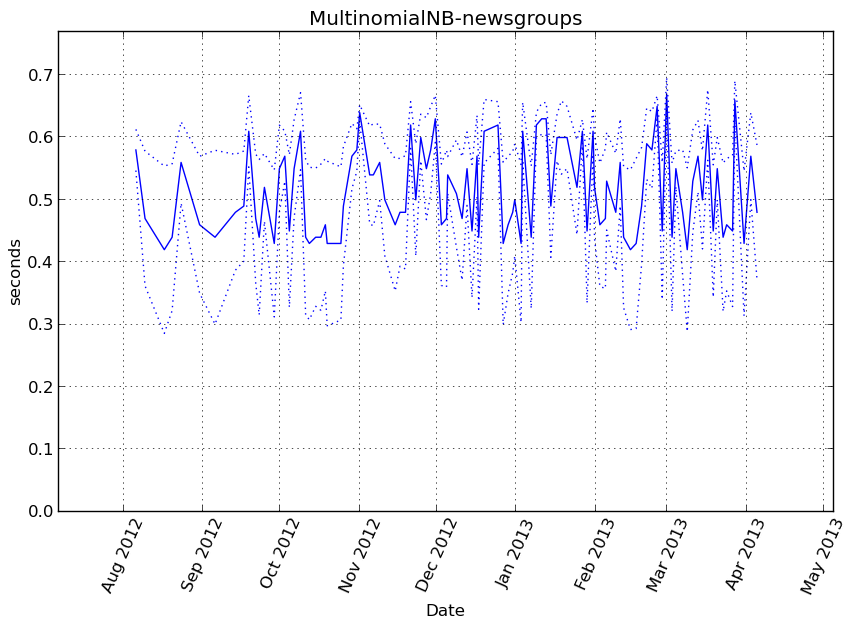 MultinomialNB-newsgroups
0.7
0.6
0.5
0.4
0.3
0.2
0.1
0.0
seconds
Aug 2012
Sep 2012
Oct 2012
Nov 2012
Dec 2012
Jan 2013
Feb 2013
Mar 2013
Apr 2013
May 2013
Date